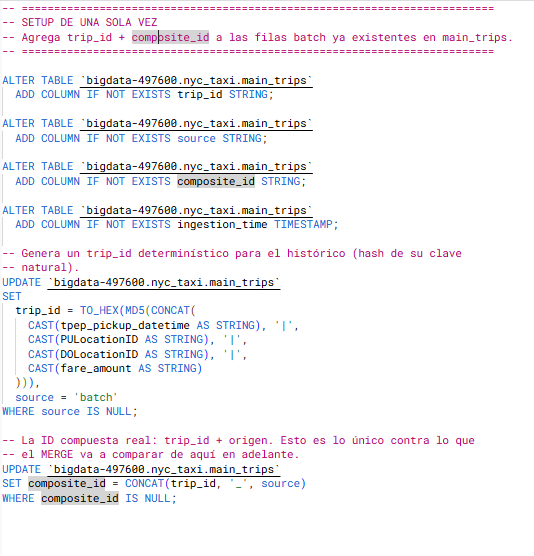 -- =======================================================
-- SETUP DE UNA SOLA VEZ
-- Agrega trip_id + composite_id a las filas batch ya existentes en main_trips.
-- =======================================================
ALTER TABLE `bigdata-497600.nyc_taxi.main_trips`
ADD COLUMN IF NOT EXISTS trip_id STRING;
ALTER TABLE `bigdata-497600.nyc_taxi.main_trips`
ADD COLUMN IF NOT EXISTS source STRING;
ALTER TABLE `bigdata-497600.nyc_taxi.main_trips`
ADD COLUMN IF NOT EXISTS composite_id STRING;
ALTER TABLE `bigdata-497600.nyc_taxi.main_trips`
ADD COLUMN IF NOT EXISTS ingestion_time TIMESTAMP;
-- Genera un trip_id determinístico para el histórico (hash de su clave
-- natural).
UPDATE `bigdata-497600.nyc_taxi.main_trips`
SET
trip_id = TO_HEX(MD5(CONCAT(
CAST(tpep_pickup_datetime AS STRING), '|',
CAST(PULocationID AS STRING), '|',
CAST(DOLocationID AS STRING), '|',
CAST(fare_amount AS STRING)
))),
source = 'batch'
WHERE source IS NULL;
-- La ID compuesta real: trip_id + origen. Esto es lo único contra lo que
-- el MERGE va a comparar de aquí en adelante.
UPDATE `bigdata-497600.nyc_taxi.main_trips`
SET composite_id = CONCAT(trip_id, '_', source)
WHERE composite_id IS NULL;